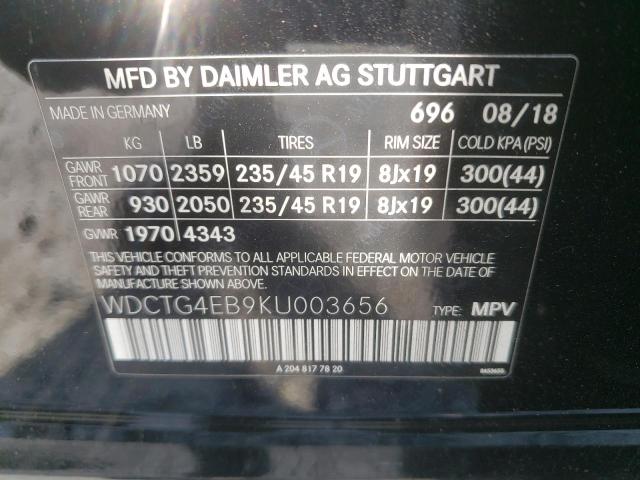 MFD BY DAIMLER AG STUTTGART
MADE IN GERMANY 696 08/18
KG LB TIRES RIM SIZE COLD KPA(PSI)
GAWR FRONT 1070 2359 235/45 R19 8Jx19 300(44)
GAWR REAR 930 2050 235/45 R19 8Jx19 300(44)
GVWR 1970 4343
THIS VEHICLE CONFORMS TO ALL APPLICABLE FEDERAL MOTOR VEHICLE
SAFETY AND THEFT PREVENTION STANDARDS IN EFFECT ON THE DATE OF
MANUFACTURE SHOWN ABOVE.
WDCTG4EB9KU003656 TYPE: MPV
A 204 817 78 20